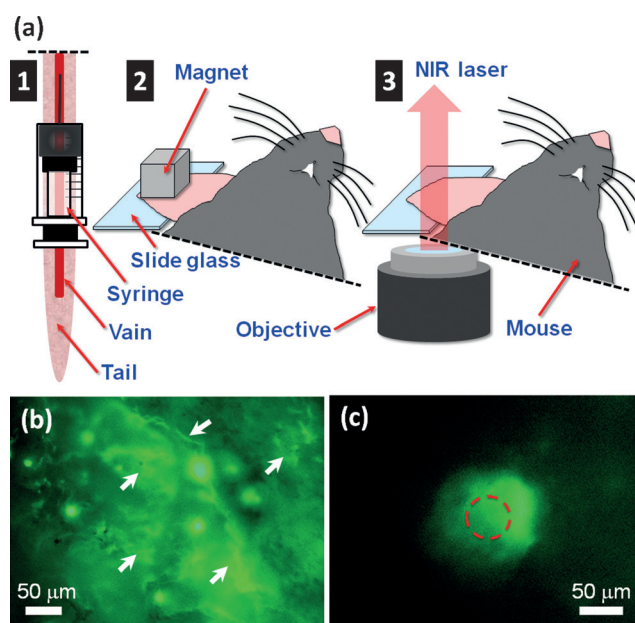 (a)
1
2
3
Magnet
NIR laser
Slide glass
Syringe
Vain
Tail
Objective
Mouse
(b)
50 μm
(c)
50 μm